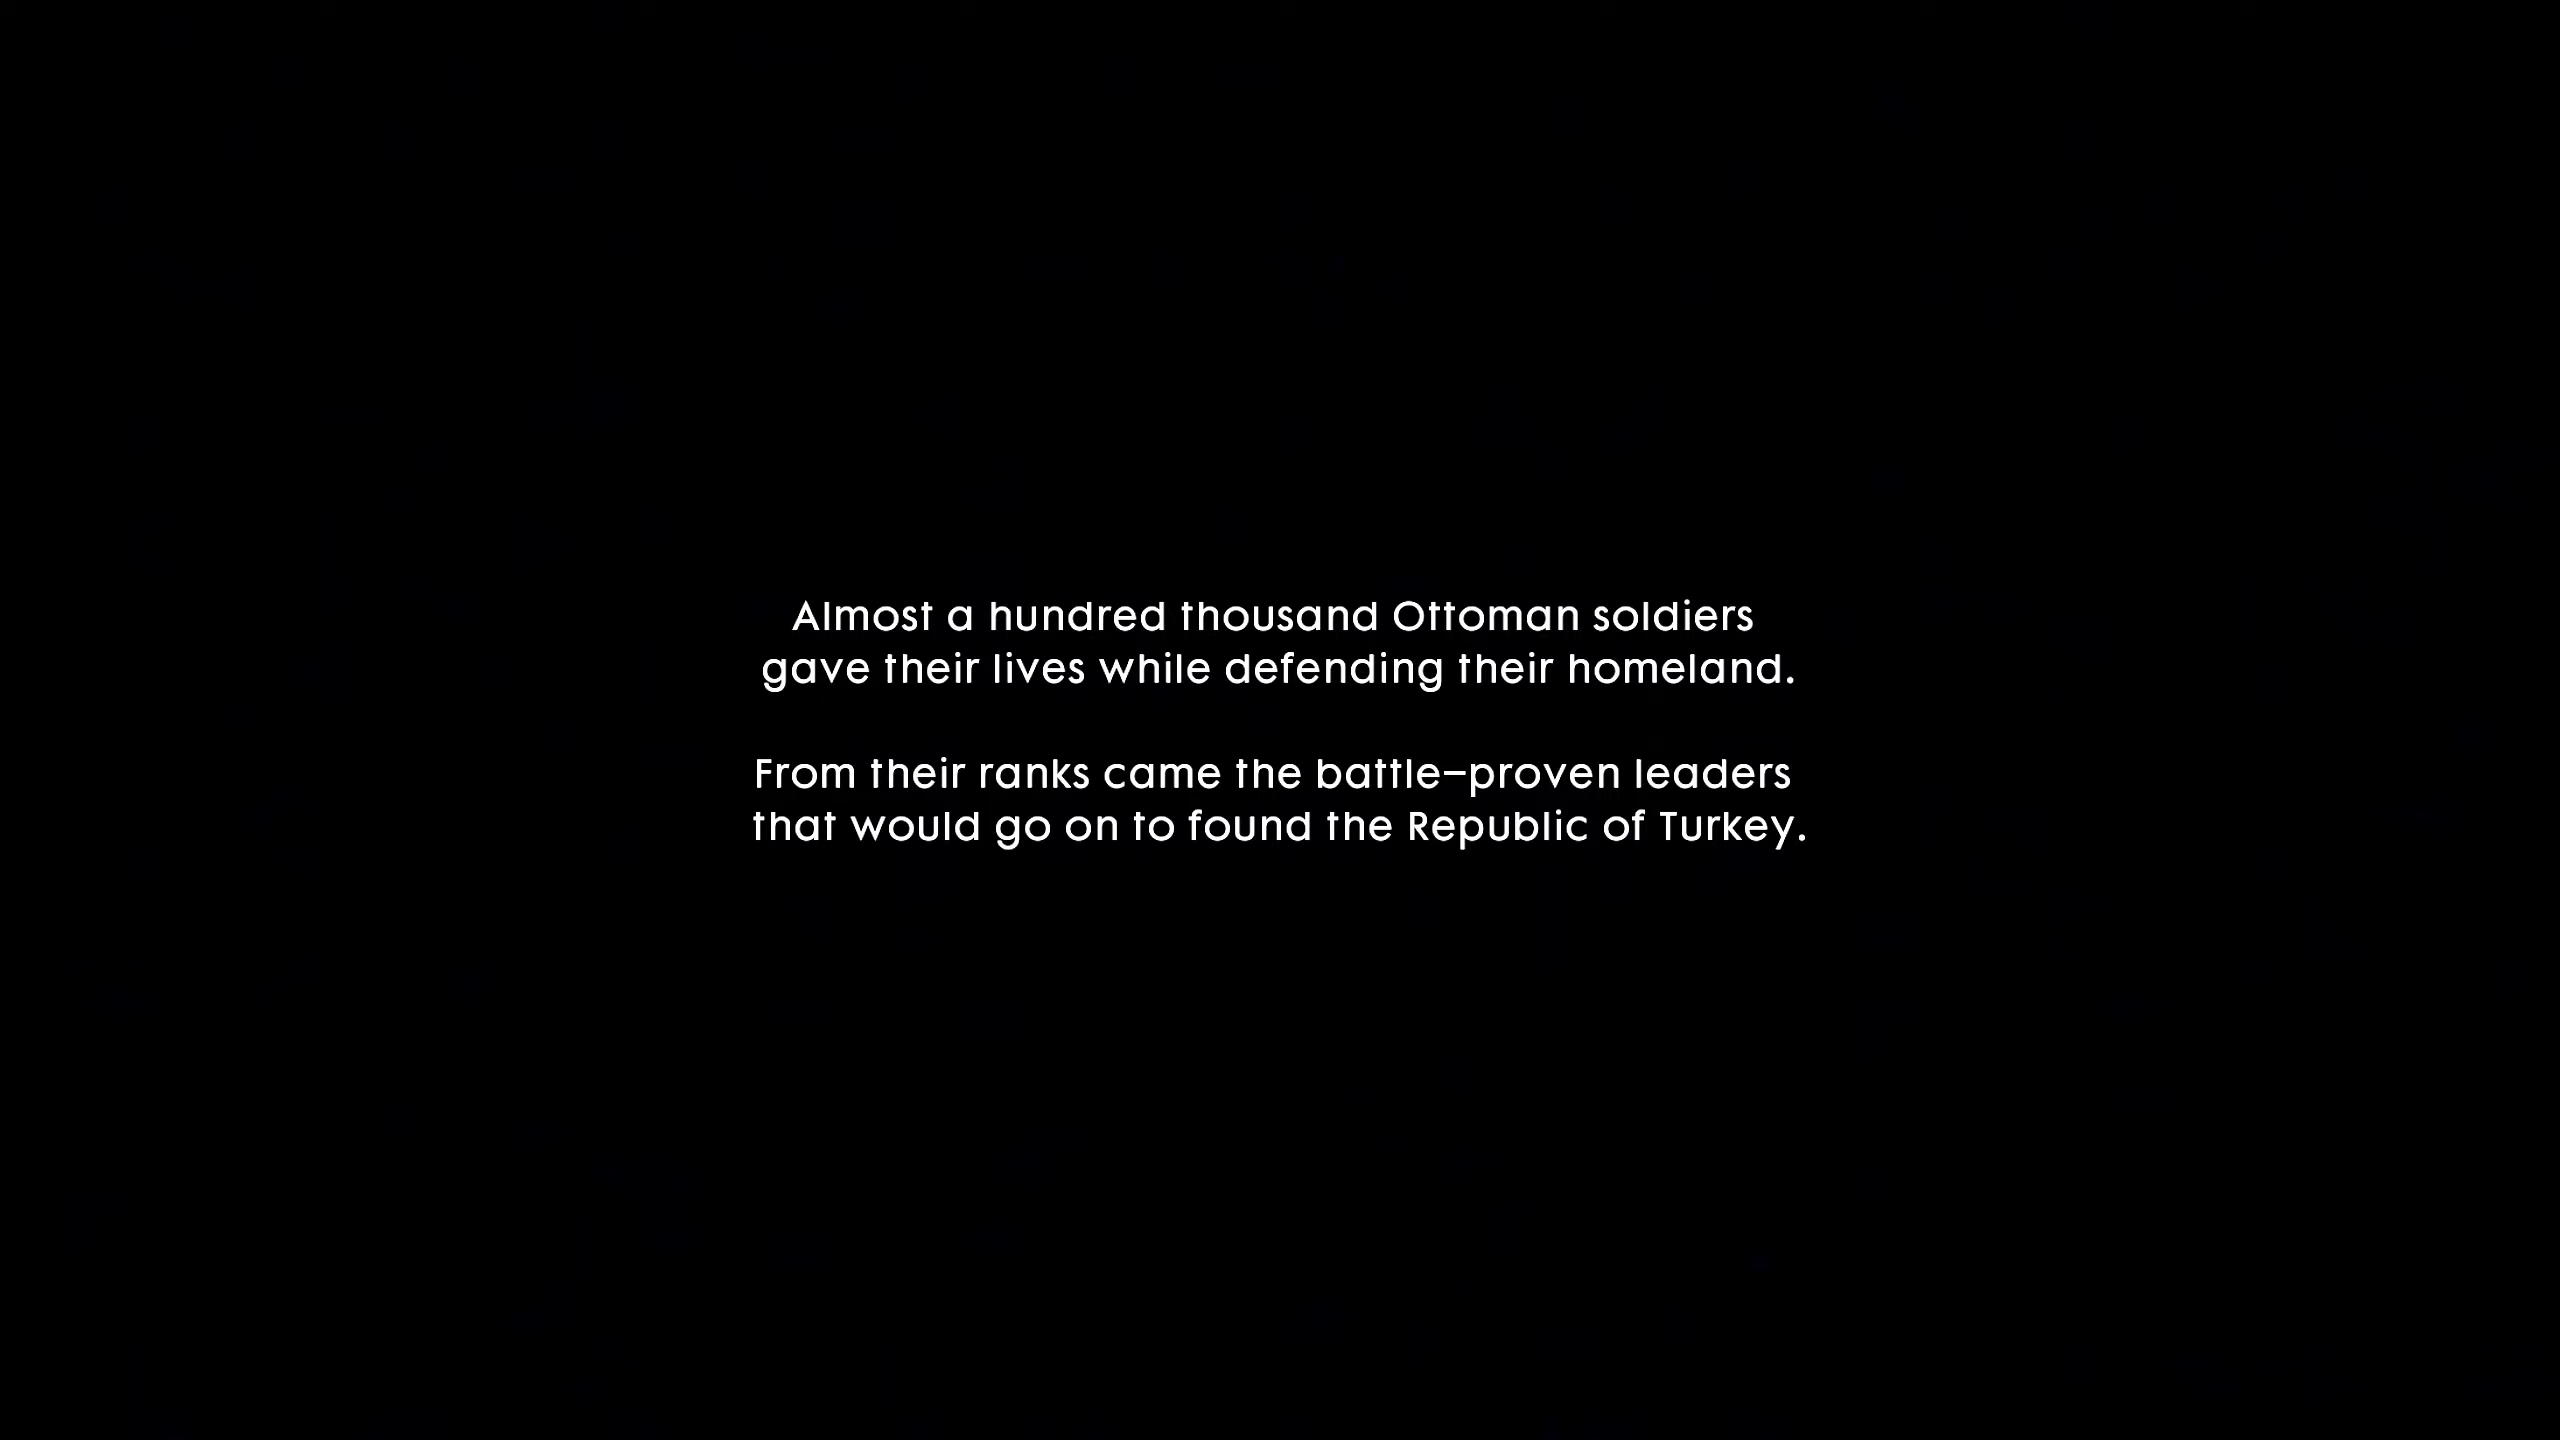 Almost a hundred thousand Ottoman soldiers
gave their lives while defending their homeland.
From their ranks came the battle-proven leaders
that would go on to found the Republic of Turkey.